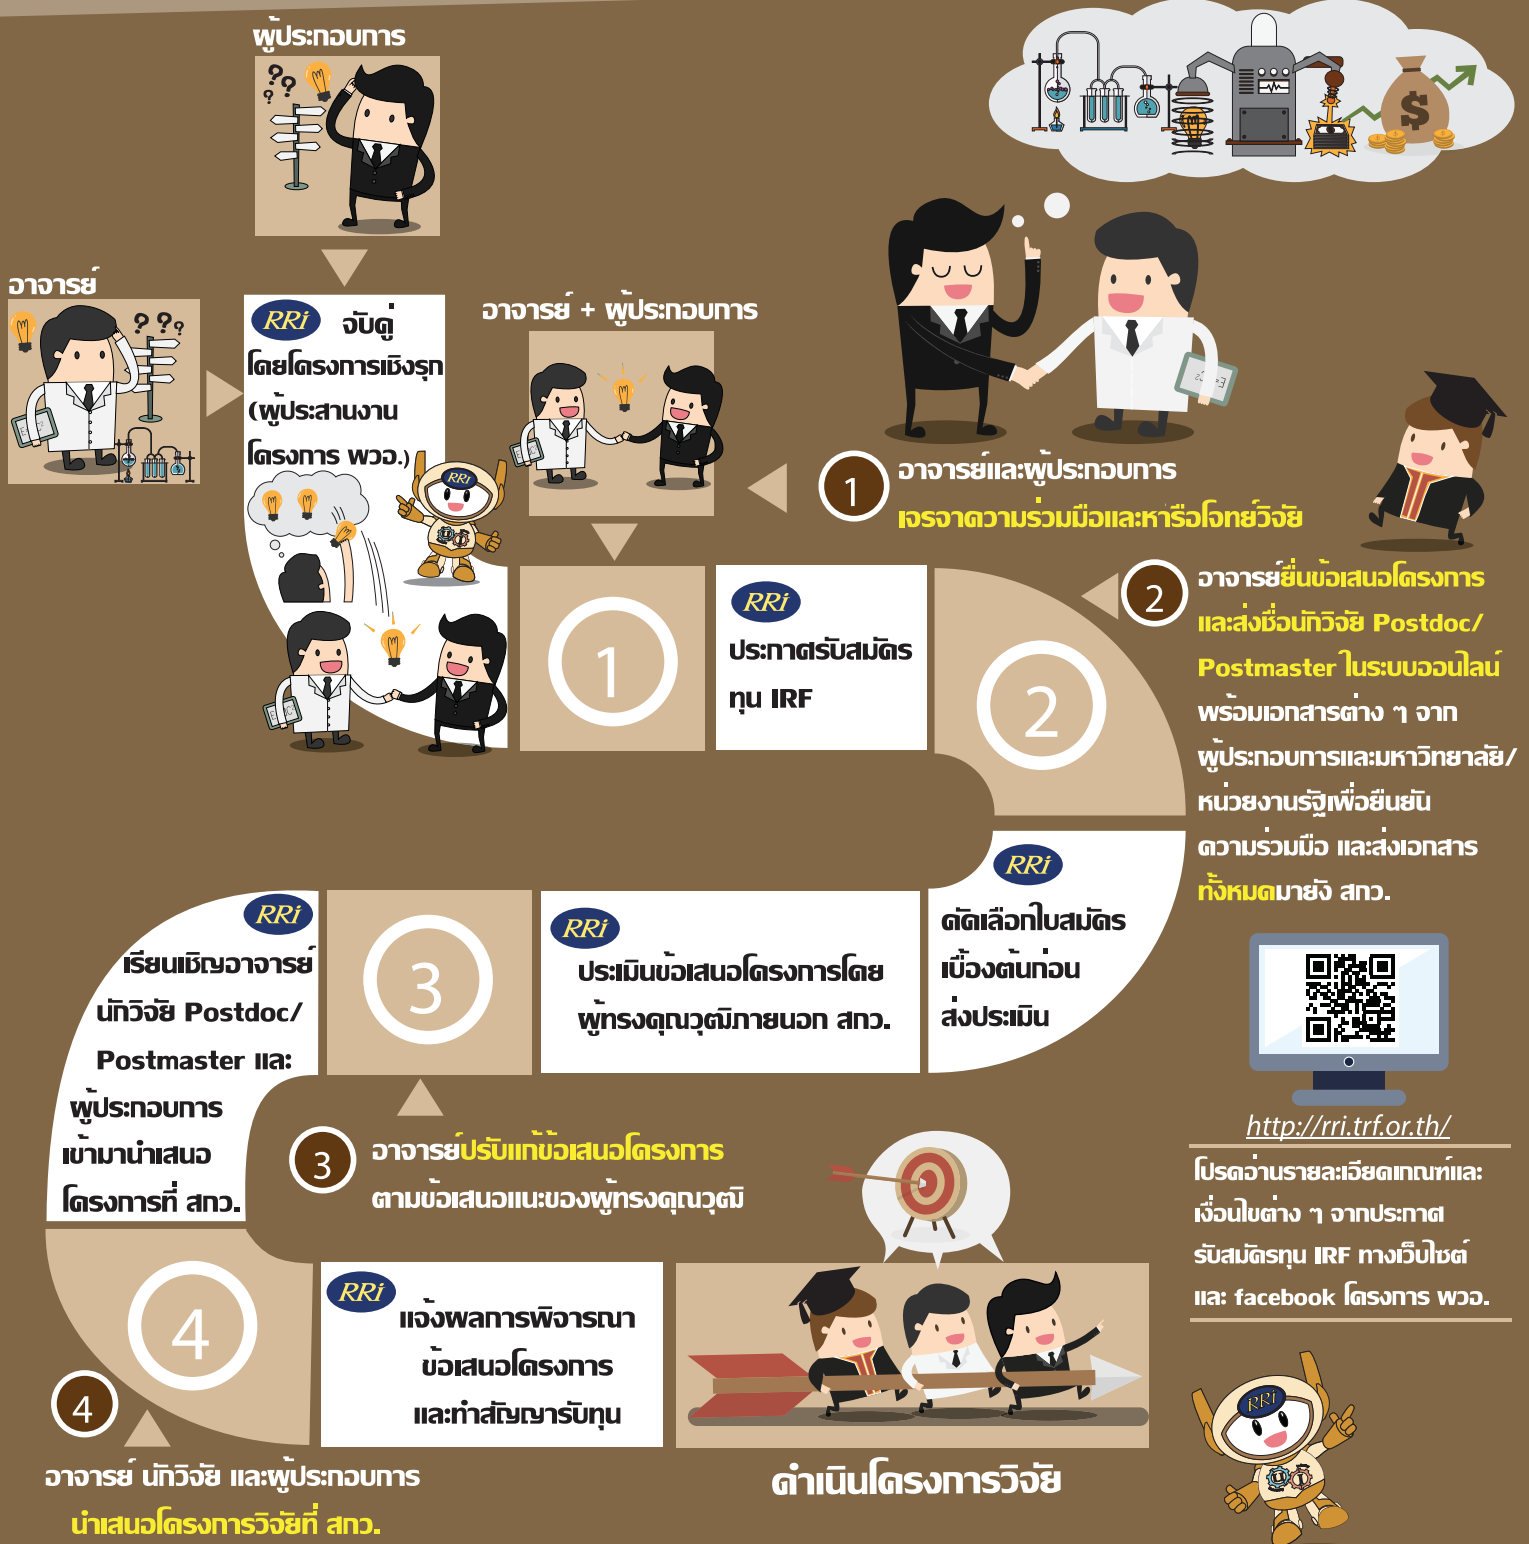 ผู้ประกอบการ
อาจารย์
RRi จับคู่
โดยโครงการเชิงรุก
(ผู้ประสานงาน
โครงการ พวอ.)
RRi
อาจารย์ + ผู้ประกอบการ
$
1 อาจารย์และผู้ประกอบการ
เจรจาความร่วมมือและหารือโจทย์วิจัย
1
RRi
ประกาศรับสมัคร
ทุน IRF
2
2 อาจารย์ยื่นข้อเสนอโครงการ
และส่งชื่อนักวิจัย Postdoc/
Postmaster ในระบบออนไลน์
พร้อมเอกสารต่าง ๆ จาก
ผู้ประกอบการและมหาวิทยาลัย/
หน่วยงานรัฐเพื่อยืนยัน
ความร่วมมือ และส่งเอกสาร
ทั้งหมดมายัง สกว.
RRi
คัดเลือกใบสมัคร
เบื้องต้นก่อน
ส่งประเมิน
RRi
ประเมินข้อเสนอโครงการโดย
ผู้ทรงคุณวุฒิภายนอก สกว.
3
3 อาจารย์ปรับแก้ข้อเสนอโครงการ
ตามข้อเสนอแนะของผู้ทรงคุณวุฒิ
RRi
เรียนเชิญอาจารย์
นักวิจัย Postdoc/
Postmaster และ
ผู้ประกอบการ
เข้ามานำเสนอ
โครงการที่ สกว.
4
4
อาจารย์ นักวิจัย และผู้ประกอบการ
นำเสนอโครงการวิจัยที่ สกว.
RRi
แจ้งผลการพิจารณา
ข้อเสนอโครงการ
และทำสัญญารับทุน
ดำเนินโครงการวิจัย
http://rri.trf.or.th/
โปรดอ่านรายละเอียดเกณฑ์และ
เงื่อนไขต่าง ๆ จากประกาศ
รับสมัครทุน IRF ทางเว็บไซต์
และ facebook โครงการ พวอ.
RRi